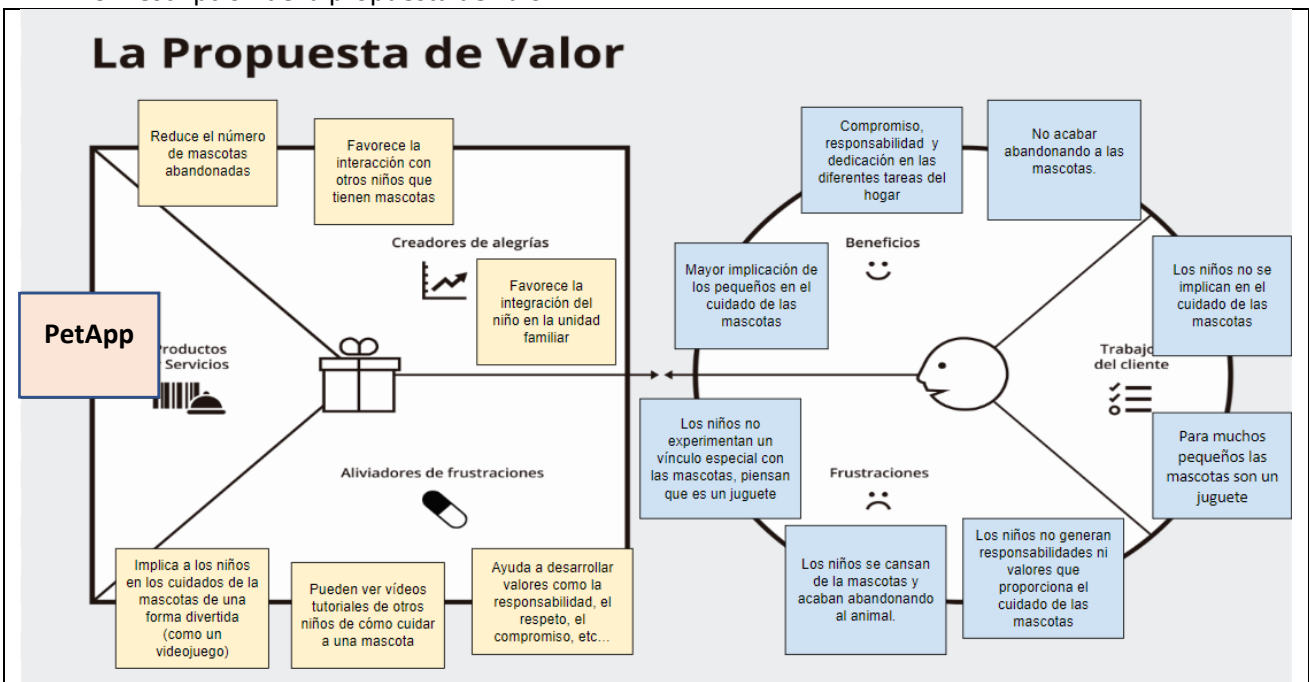 La Propuesta de Valor
Reduce el número
de mascotas
abandonadas
Favorece la
interacción con
otros niños que
tienen mascotas
Creadores de alegrías
Favorece la
integración del
niño en la unidad
familiar
PetApp
Productos
Servicios
Aliviadores de frustraciones
Implica a los niños
en los cuidados de la
mascotas de una
forma divertida
(como un
videojuego)
Pueden ver vídeos
tutoriales de otros
niños de cómo cuidar
a una mascota
Ayuda a desarrollar
valores como la
responsabilidad, el
respeto, el
compromiso, etc...
Compromiso,
responsabilidad y
dedicación en las
diferentes tareas del
hogar
No acabar
abandonando a las
mascotas.
Beneficios
Mayor implicación de
los pequeños en el
cuidado de las
mascotas
Los niños no se
implican en el
cuidado de las
mascotas
Trabajo
del cliente
Los niños no
experimentan un
vínculo especial con
las mascotas, piensan
que es un juguete
Frustraciones
Para muchos
pequeños las
mascotas son un
juguete
Los niños se cansan
de la mascotas y
acaban abandonando
al animal.
Los niños no generan
responsabilidades ni
valores que
proporciona el
cuidado de las
mascotas